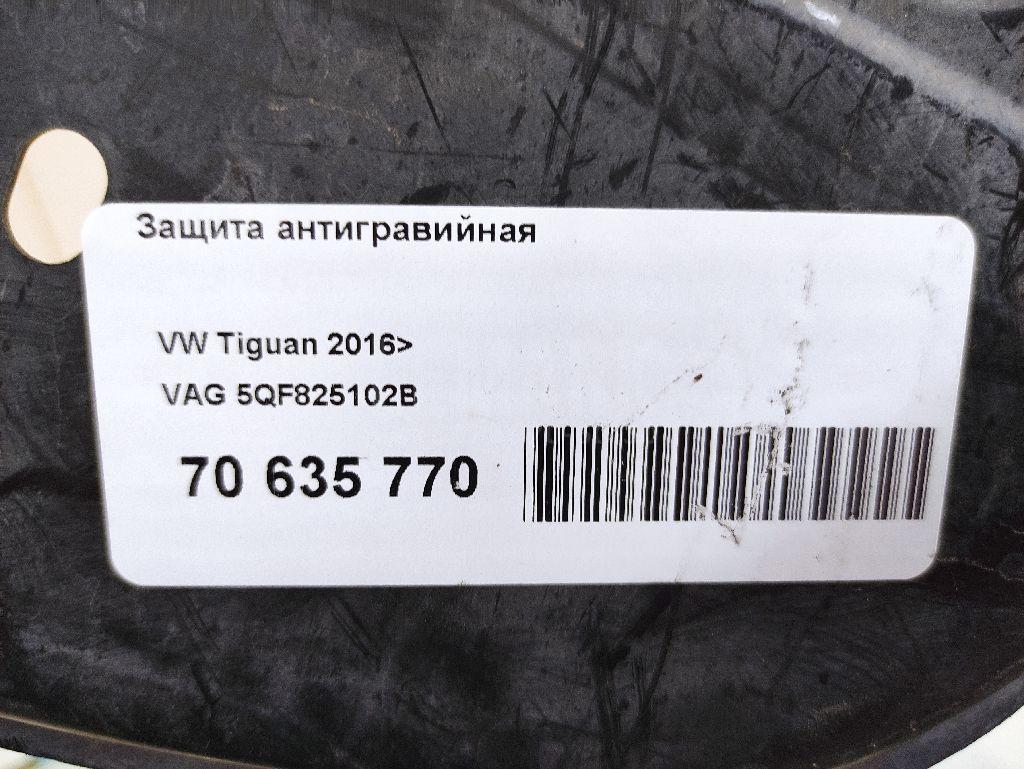 Защита антигравийная
VW Tiguan 2016>
VAG 5QF825102B
70 635 770